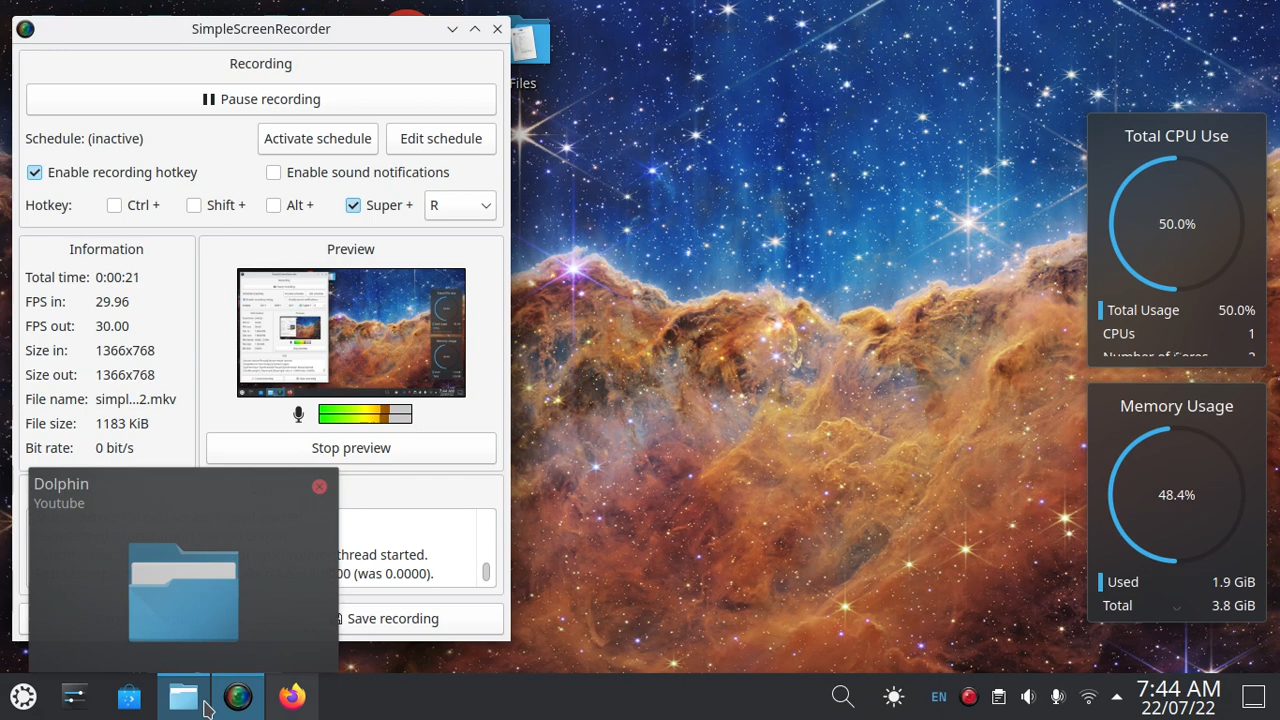 SimpleScreenRecorder
Files
Recording
Pause recording
Schedule: (inactive)
Activate schedule
Edit schedule
Enable recording hotkey
Enable sound notifications
Hotkey:
Ctrl +
Shift +
Alt +
Super +
R
Information
Total time: 0:00:21
FPS in: 29.96
FPS out: 30.00
Size in: 1366x768
Size out: 1366x768
File name: simpl...2.mkv
File size: 1183 KiB
Bit rate: 0 bit/s
Preview
Stop preview
Dolphin
Youtube
thread started.
(was 0.0000).
Save recording
Total CPU Use
50.0%
Total Usage 50.0%
CPUs 1
Memory Usage
48.4%
Used 1.9 GiB
Total 3.8 GiB
EN
7:44 AM
22/07/22